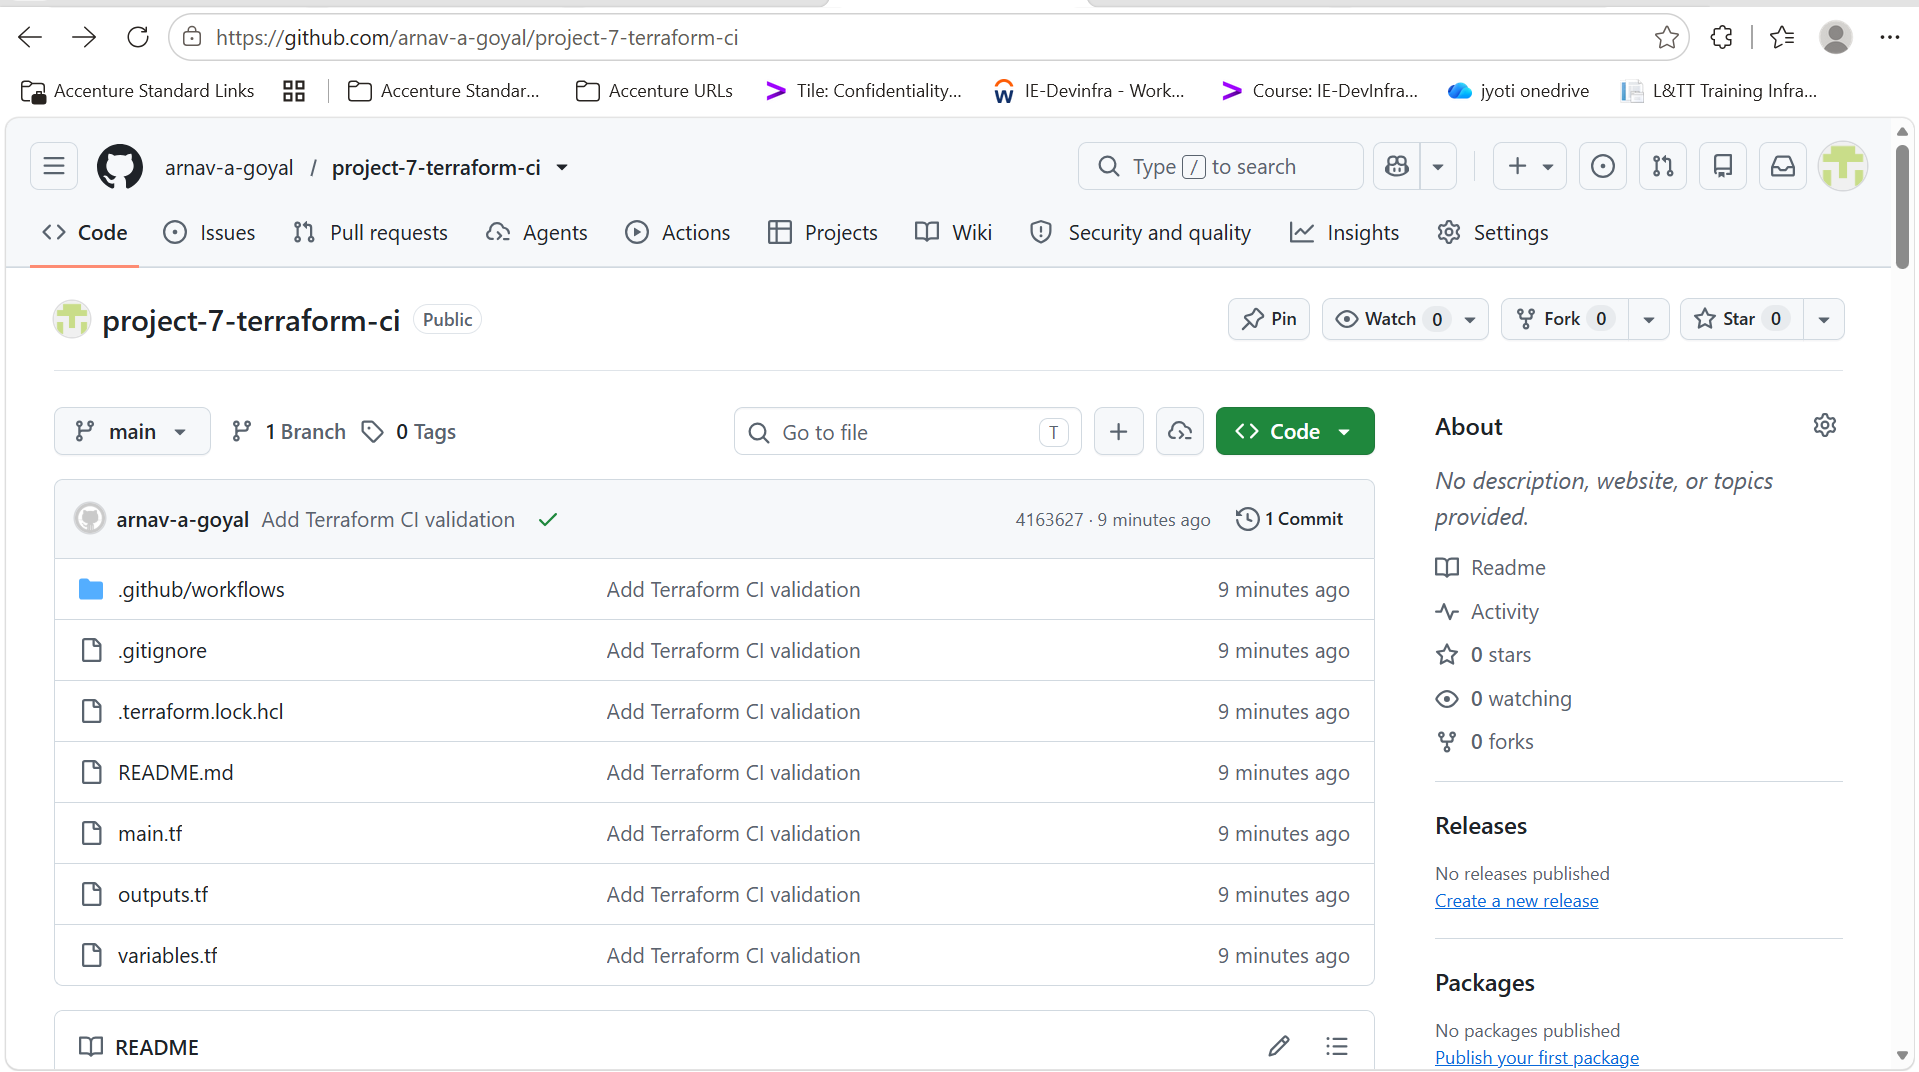 https://github.com/arnav-a-goyal/project-7-terraform-ci
Accenture Standard Links
Accenture Standar...
Accenture URLs
Tile: Confidentiality...
IE-Devinfra - Work...
Course: IE-DevInfra...
jyoti onedrive
L&TT Training Infra...
arnav-a-goyal / project-7-terraform-ci
Type / to search
Code
Issues
Pull requests
Agents
Actions
Projects
Wiki
Security and quality
Insights
Settings
project-7-terraform-ci Public
Pin
Watch 0
Fork 0
Star 0
main
1 Branch
0 Tags
Go to file T
Code
arnav-a-goyal Add Terraform CI validation
4163627 · 9 minutes ago
1 Commit
.github/workflows Add Terraform CI validation 9 minutes ago
.gitignore Add Terraform CI validation 9 minutes ago
.terraform.lock.hcl Add Terraform CI validation 9 minutes ago
README.md Add Terraform CI validation 9 minutes ago
main.tf Add Terraform CI validation 9 minutes ago
outputs.tf Add Terraform CI validation 9 minutes ago
variables.tf Add Terraform CI validation 9 minutes ago
README
About
No description, website, or topics
provided.
Readme
Activity
0 stars
0 watching
0 forks
Releases
No releases published
Create a new release
Packages
No packages published
Publish your first package